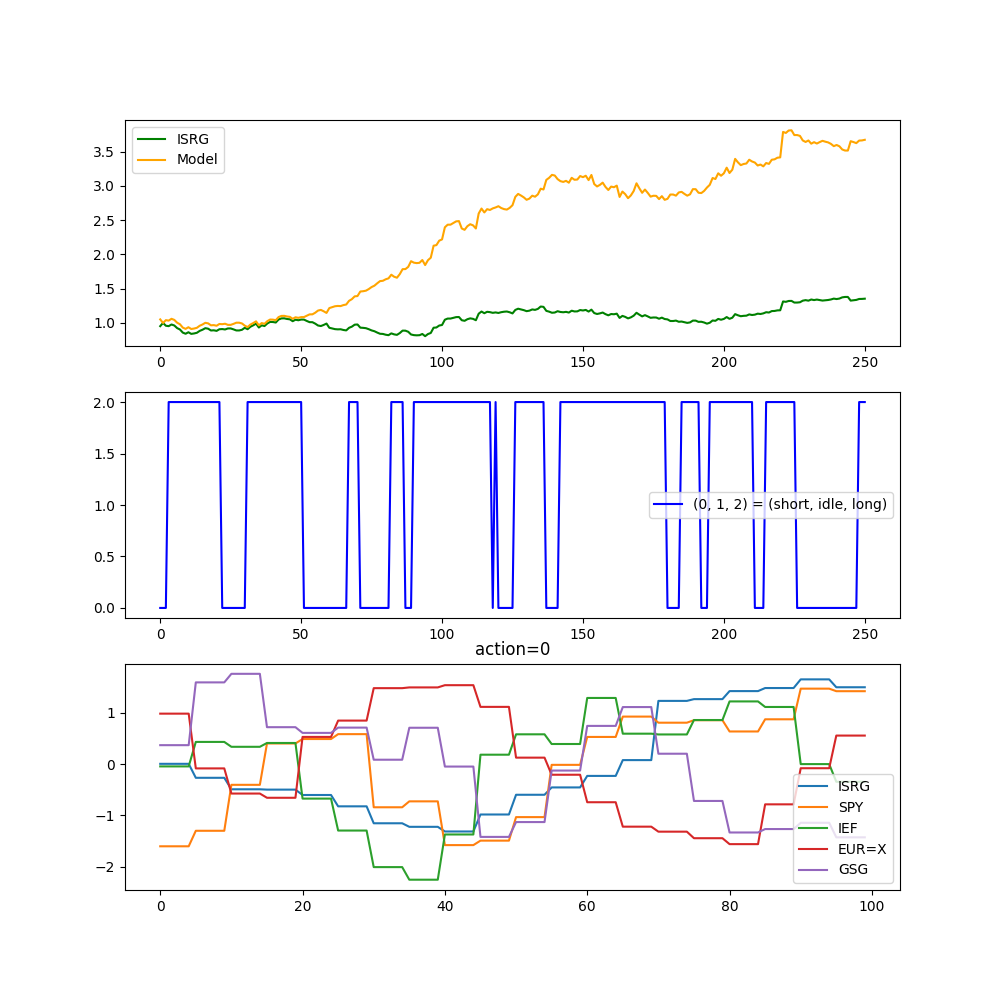 ISRG
Model
3.5
3.0
2.5
2.0
1.5
1.0
0 50 100 150 200 250
2.0
1.5
1.0
0.5
0.0
(0, 1, 2) = (short, idle, long)
0 50 100 150 200 250
action=0
1
0
−1
−2
ISRG
SPY
IEF
EUR=X
GSG
0 20 40 60 80 100